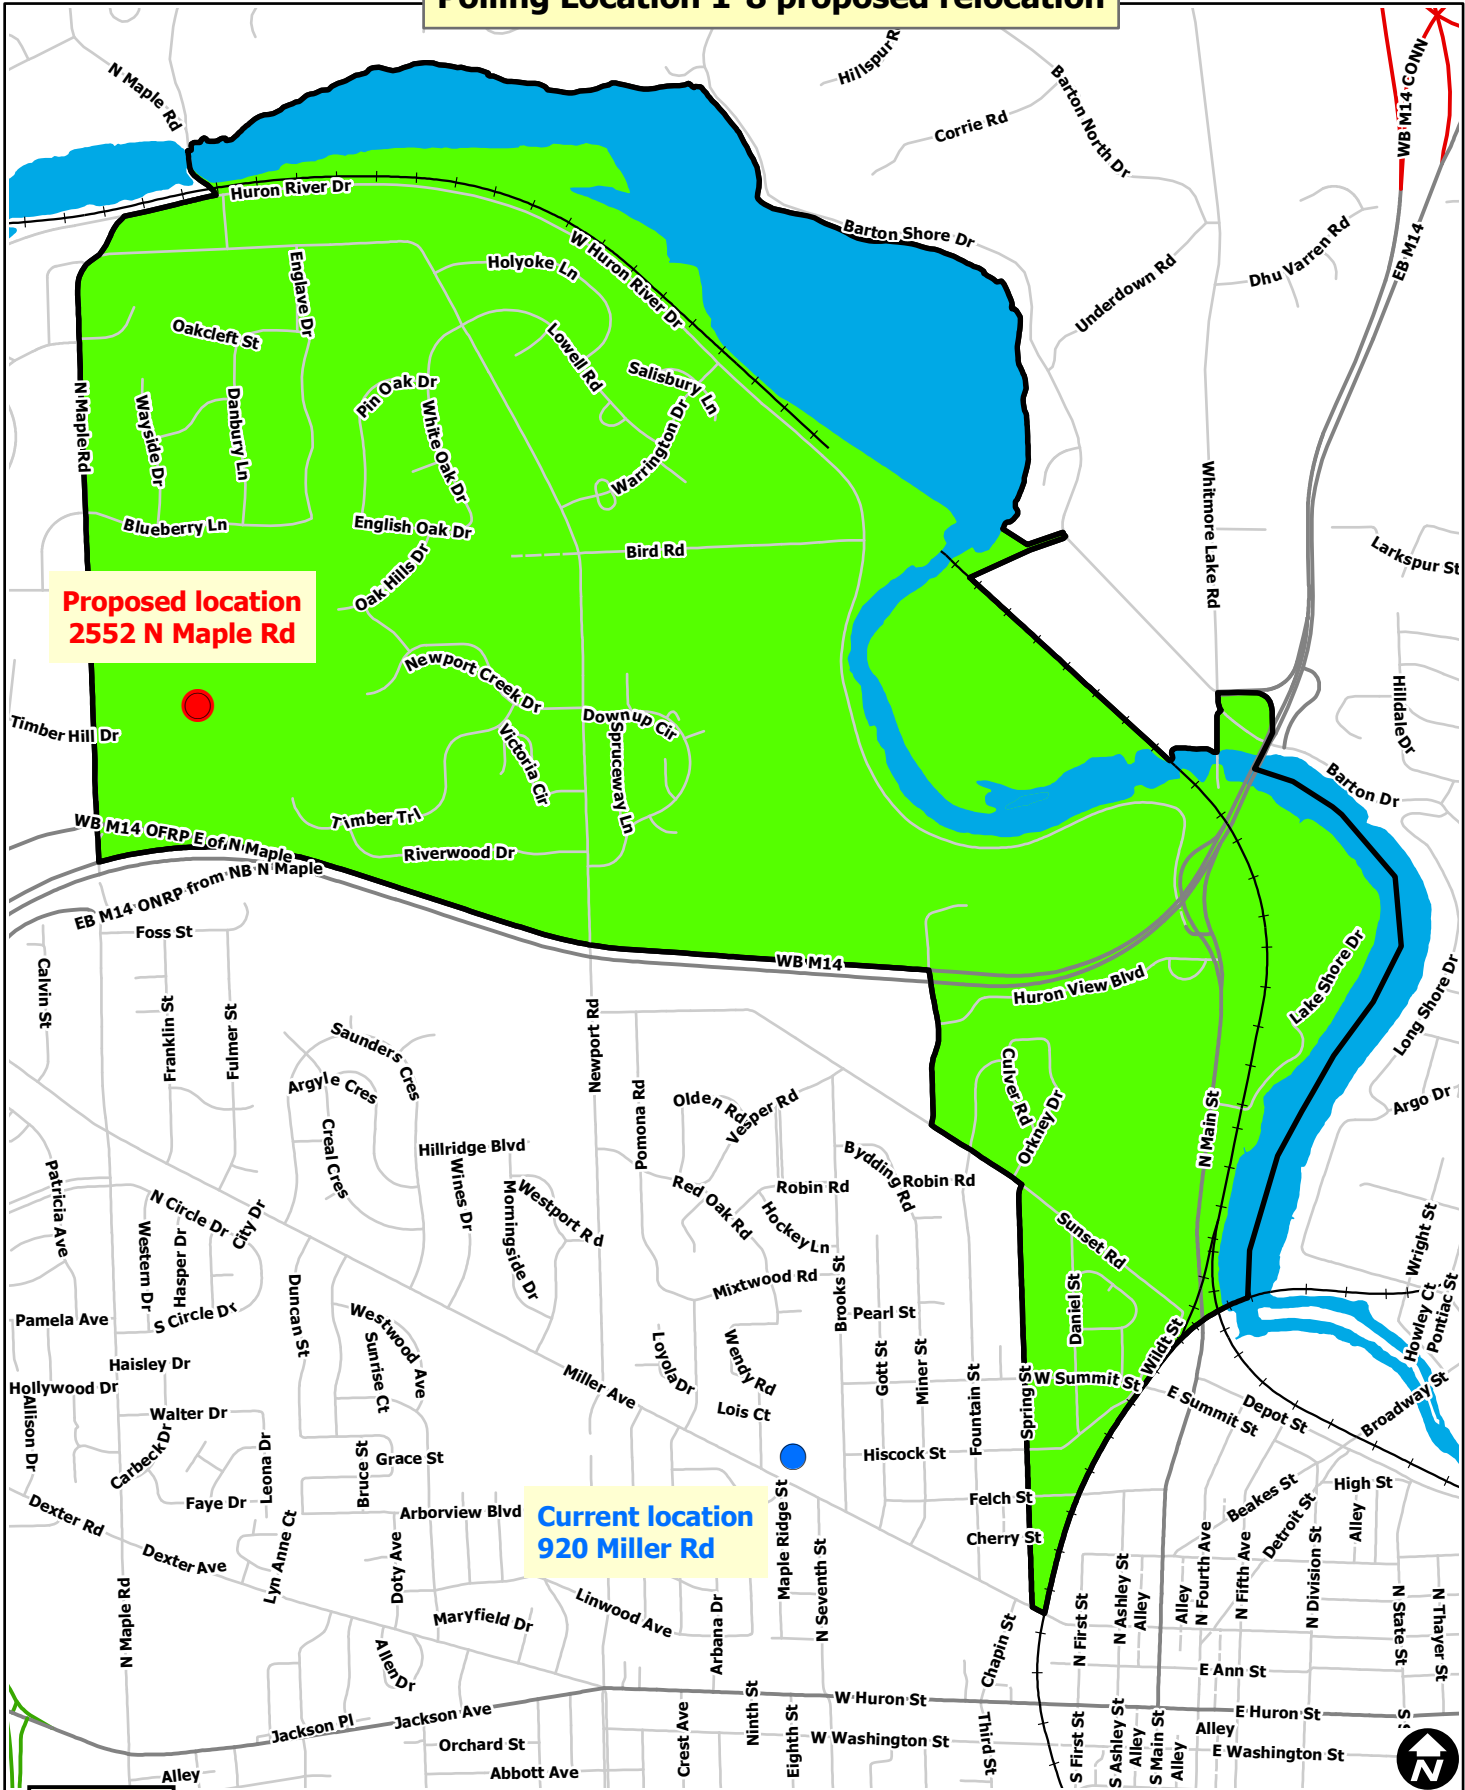 Polling Location 1-8 proposed relocation
N Maple Rd
Hillspur R
Barton North Dr
Corrie Rd
WB M14 CONN
EB M14
Huron River Dr
W Huron River Dr
Barton Shore Dr
Underdown Rd
Dhu Varren Rd
Holyoke Ln
Englave Dr
Oakcleft St
Lowell Rd
Salisbury Ln
Pin Oak Dr
N Maple Rd
Wayside Dr
Danbury Ln
White Oak Dr
Warrington Dr
Blueberry Ln
English Oak Dr
Bird Rd
Whitmore Lake Rd
Larkspur St
Oak Hills Dr
Proposed location
2552 N Maple Rd
Newport Creek Dr
Downup Cir
Hilldale Dr
Timber Hill Dr
Victoria Cir
Spruceway Ln
Barton Dr
Timber Trl
WB M14 OFRP E of N Maple
Riverwood Dr
EB M14 ONRP from NB N Maple
Foss St
WB M14
Huron View Blvd
Lake Shore Dr
Long Shore Dr
Calvin St
Franklin St
Fulmer St
Saunders Cres
Newport Rd
Argyle Cres
Pomona Rd
Olden Rd
Vesper Rd
Culver Rd
Orkney Dr
N Main St
Argo Dr
Creal Cres
Hillridge Blvd
Wines Dr
Patricia Ave
Morningside Dr
Westport Rd
Red Oak Rd
Robin Rd
Bydding Rd
Robin Rd
N Circle Dr
City Dr
Western Dr
Hasper Dr
Hockey Ln
Sunset Rd
Wright St
Mixtwood Rd
Brooks St
Daniel St
Duncan St
Pamela Ave
S Circle Dr
Westwood Ave
Pearl St
Howley Ct
Pontiac St
Haisley Dr
Sunrise Ct
Loyola Dr
Wendy Rd
Gott St
Miner St
Wildt St
Hollywood Dr
Miller Ave
Fountain St
Spring St
W Summit St
E Summit St
Depot St
Broadway St
Allison Dr
Walter Dr
Lois Ct
Carbeck Dr
Leona Dr
Bruce St
Grace St
Hiscock St
Faye Dr
Felch St
High St
Beakes St
Dexter Rd
Arborview Blvd
Current location
920 Miller Rd
Maple Ridge St
Cherry St
Detroit St
Alley
Dexter Ave
Lyn Anne Ct
Doty Ave
N Seventh St
N Ashley St
N Fourth Ave
N Fifth Ave
N Division St
N Maple Rd
Maryfield Dr
Linwood Ave
Arbana Dr
Chapin St
N First St
Alley
Alley
N State St
N Thayer St
Allen Dr
E Ann St
W Huron St
E Huron St
Jackson Pl
Jackson Ave
Crest Ave
Ninth St
Eighth St
W Washington St
Third St
S First St
S Ashley St
Alley
S Main St
Alley
Alley
E Washington St
Orchard St
Abbott Ave
Alley
N